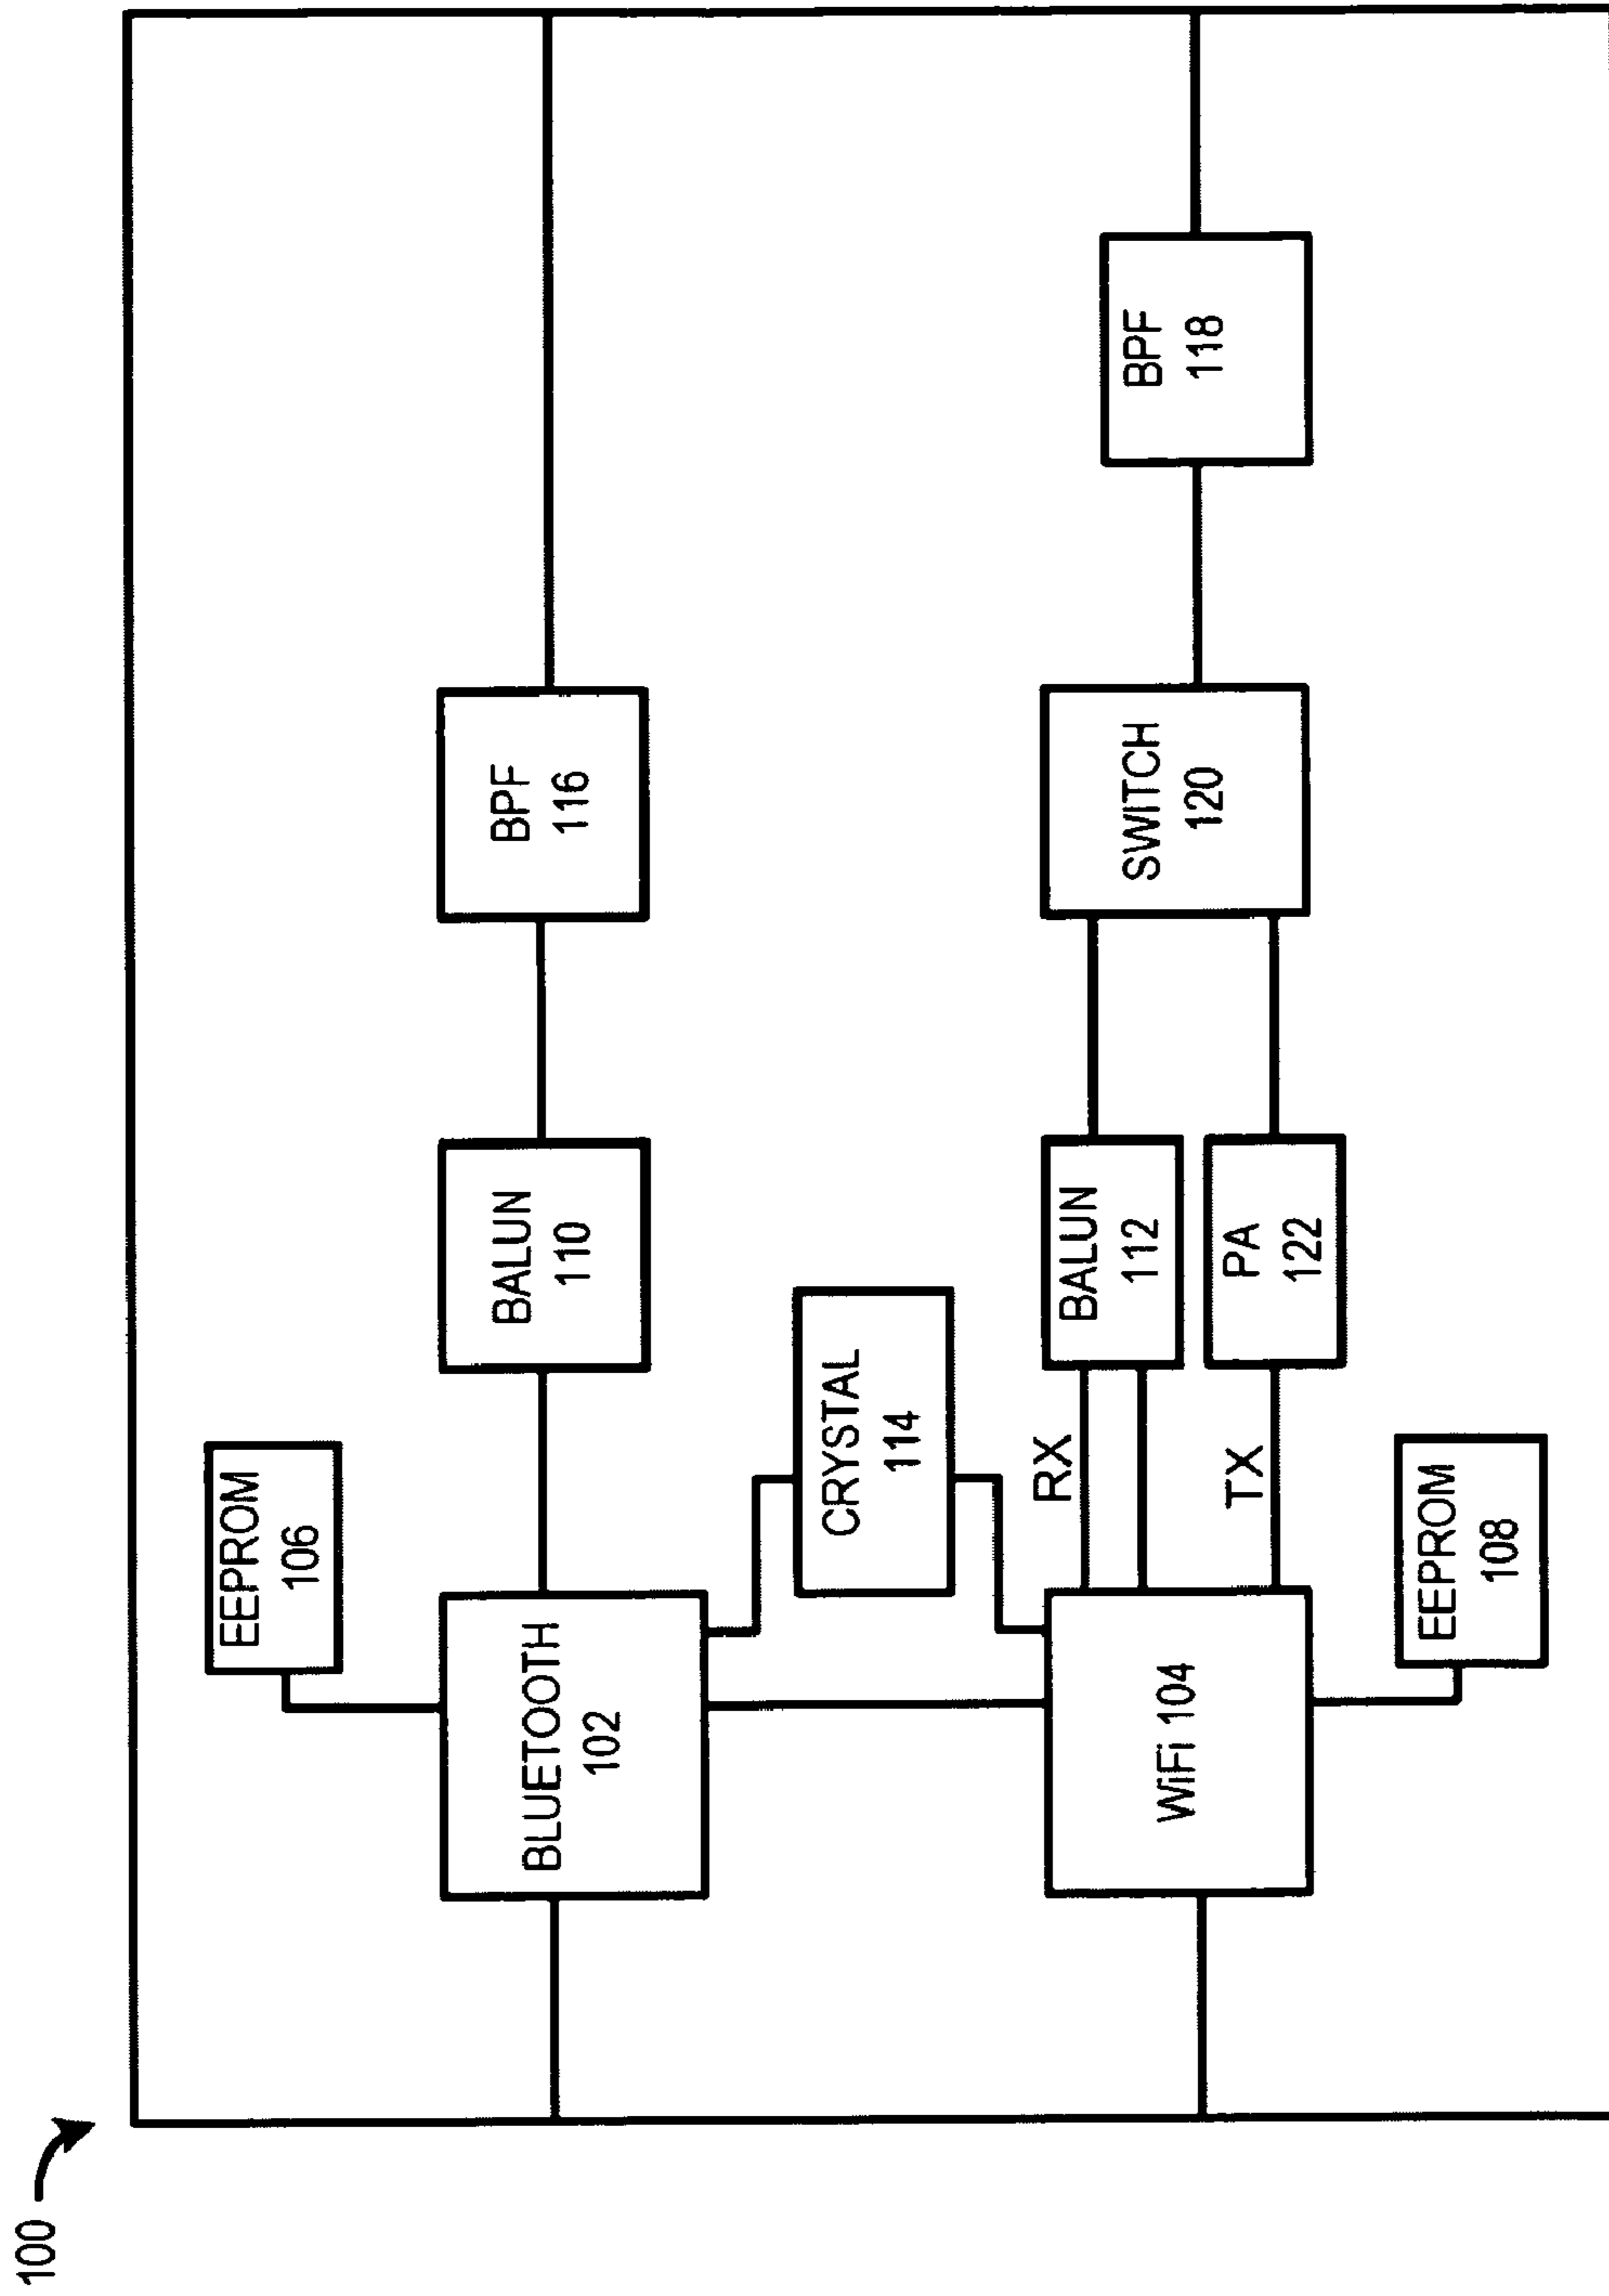 100
EEPROM
106
BLUETOOTH
102
BALUN
110
BPF
116
CRYSTAL
114
WiFi 104
RX
TX
BALUN
112
PA
122
SWITCH
120
BPF
118
EEPROM
108